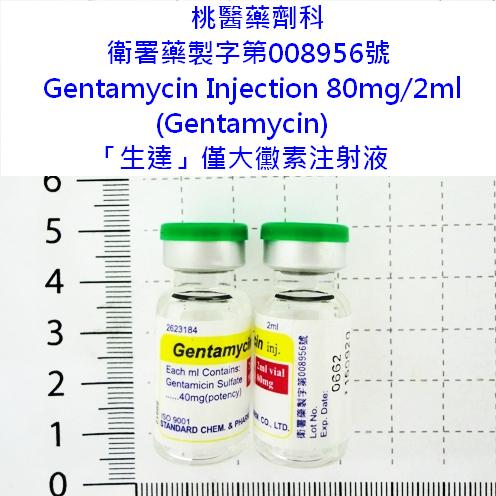 桃醫藥劑科
衛署藥製字第008956號
Gentamycin Injection 80mg/2ml
(Gentamycin)
「生達」僅大黴素注射液
6
5
4
3
2
1
0
2623184
Gentamycin
Each ml Contains:
Gentamicin Sulfate
......40mg(potency)
ISO 9001
STANDARD CHEM. & PHAR
2ml
cin inj.
2ml vial
80mg
CO., LTD.
衛署藥製字第008956號
Lot No.
Exp. Date:
0662